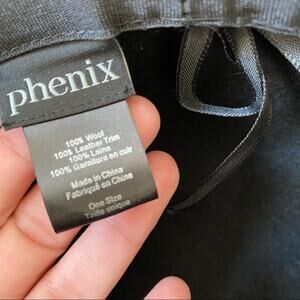 phenix
100% Wool
100% Leather Trim
100% Laina
100% Garniture en cuir
Made in China
Fabriqué en Chine
One Size
Taille unique